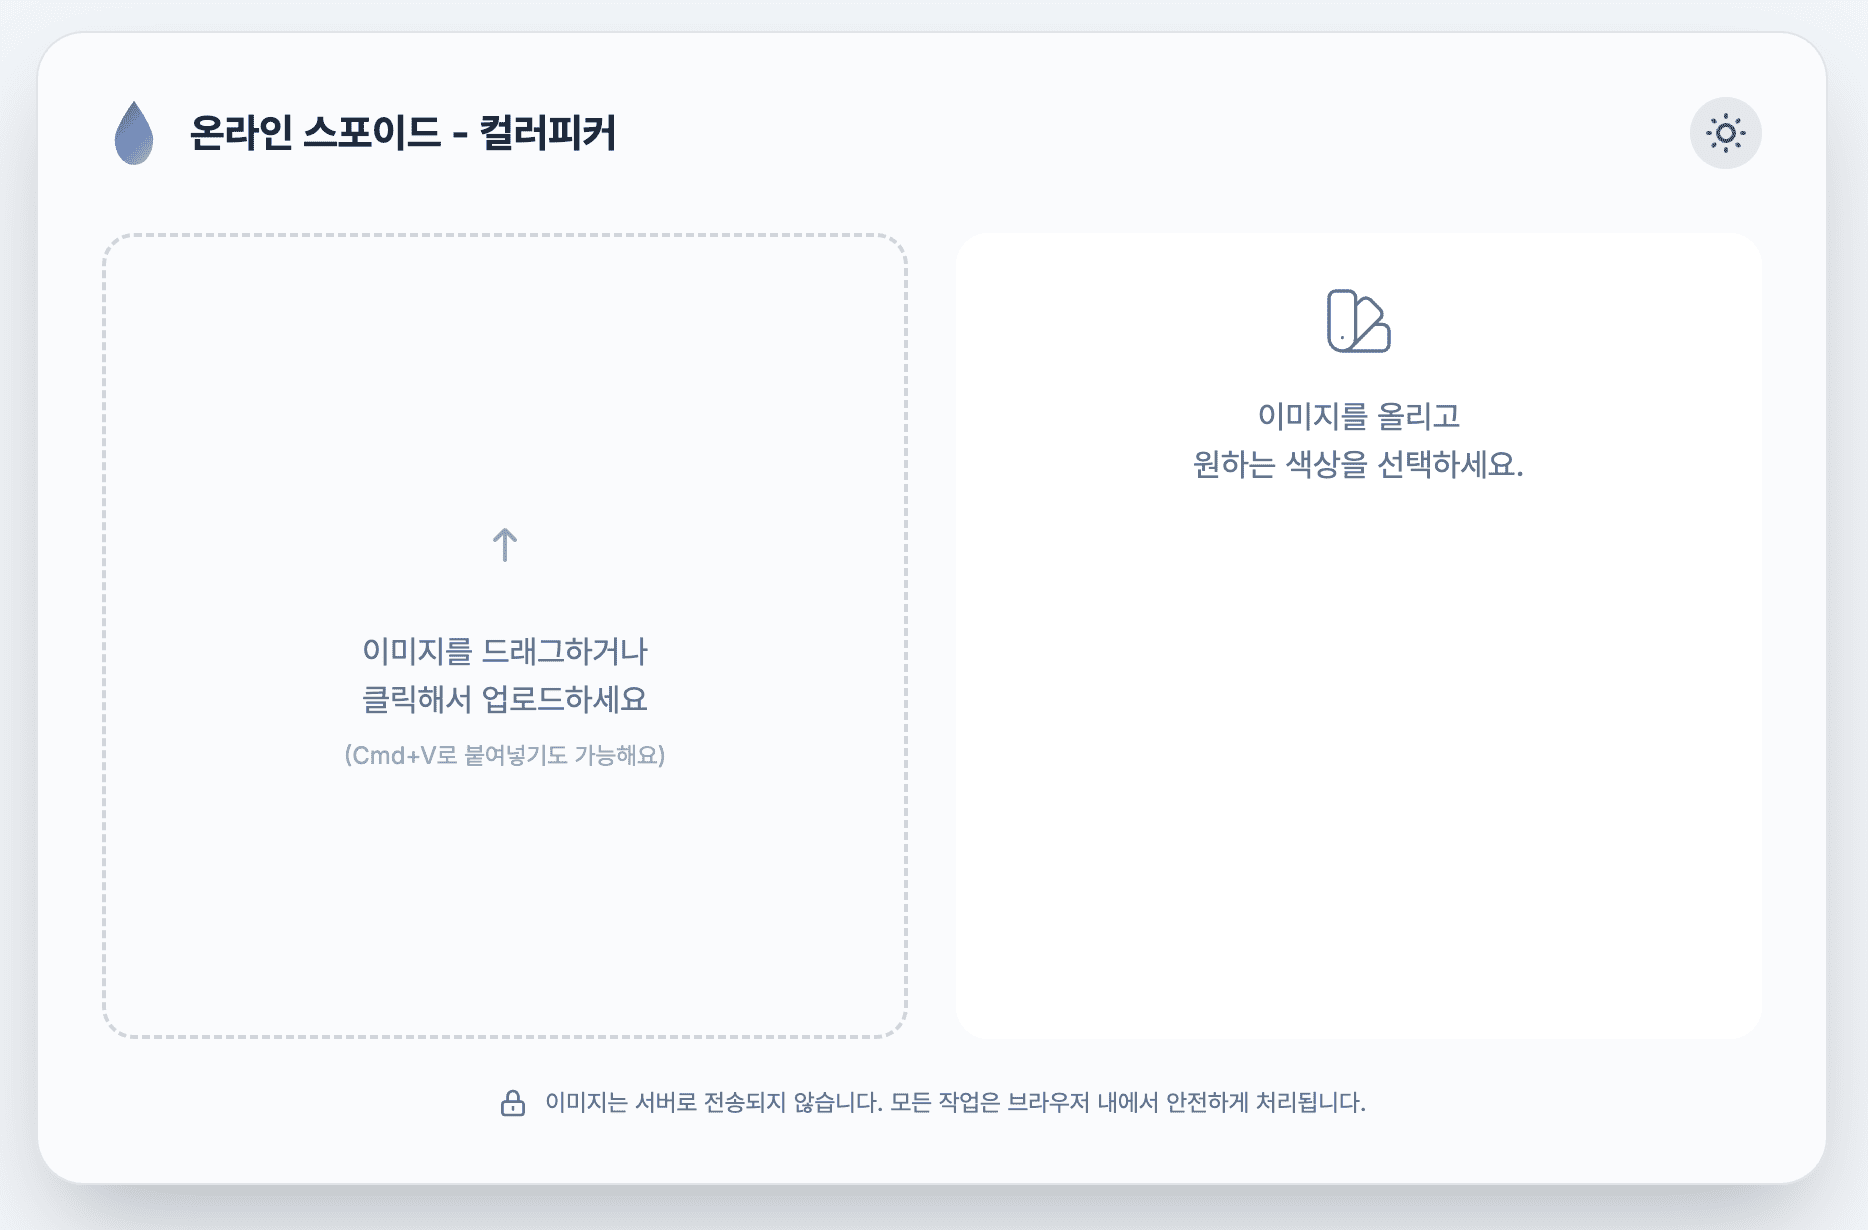 온라인 스포이드 - 컬러피커
이미지를 드래그하거나
클릭해서 업로드하세요
(Cmd+V로 붙여넣기도 가능해요)
이미지를 올리고
원하는 색상을 선택하세요.
이미지는 서버로 전송되지 않습니다. 모든 작업은 브라우저 내에서 안전하게 처리됩니다.